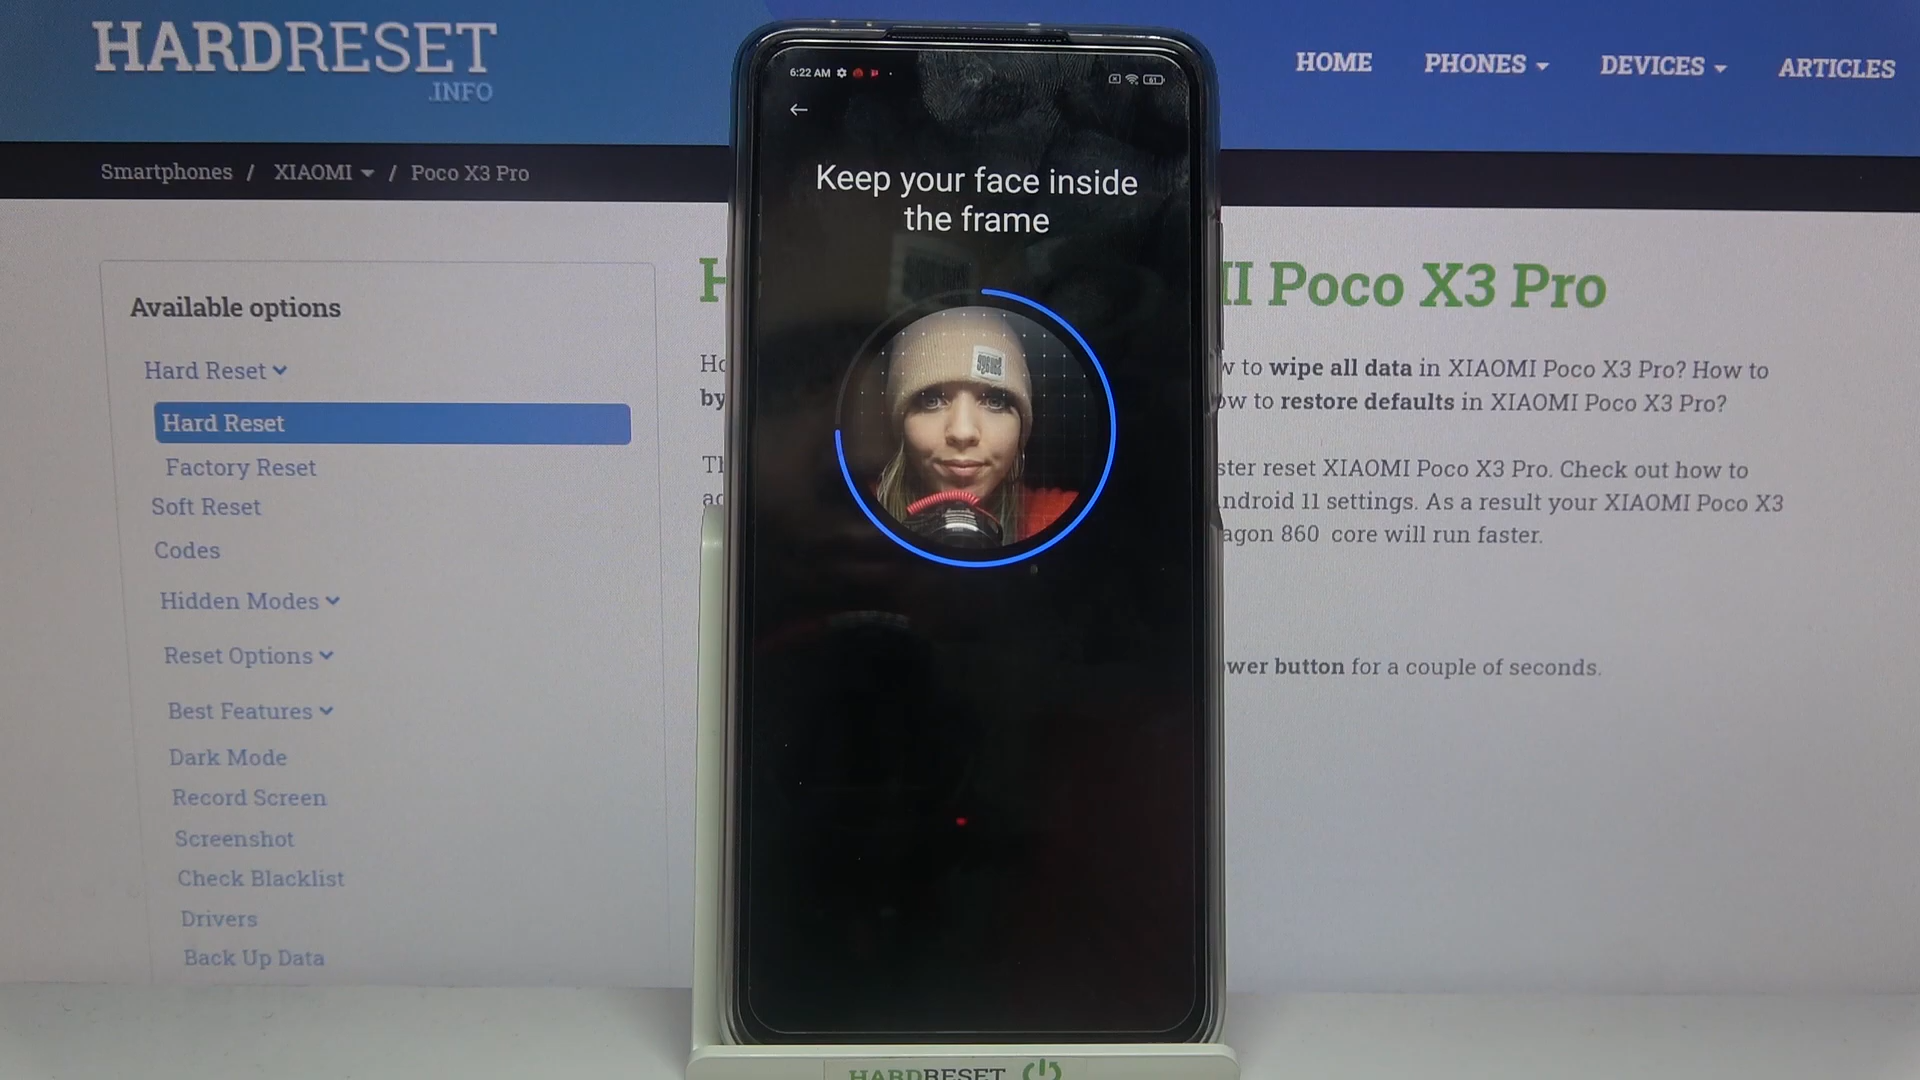 HARDRESET
.INFO
HOME PHONES DEVICES ARTICLES
Smartphones / XIAOMI / Poco X3 Pro
6:22 AM
61
Keep your face inside
the frame
Available options
Hard Reset
Hard Reset
Factory Reset
Soft Reset
Codes
Hidden Modes
Reset Options
Best Features
Dark Mode
Record Screen
Screenshot
Check Blacklist
Drivers
Back Up Data
H
II Poco X3 Pro
to wipe all data in XIAOMI Poco X3 Pro? How to
by
to restore defaults in XIAOMI Poco X3 Pro?
reset XIAOMI Poco X3 Pro. Check out how to
11 settings. As a result your XIAOMI Poco X3
860 core will run faster.
button for a couple of seconds.
HARDRESET